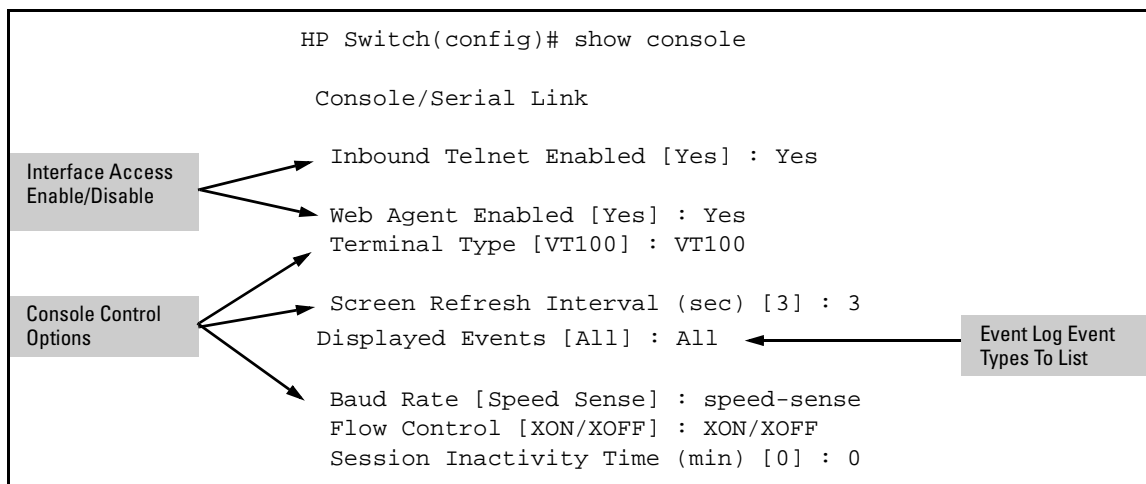 HP Switch(config)# show console
Console/Serial Link
Interface Access
Enable/Disable
Inbound Telnet Enabled [Yes] : Yes
Web Agent Enabled [Yes] : Yes
Terminal Type [VT100] : VT100
Console Control
Options
Screen Refresh Interval (sec) [3] : 3
Displayed Events [All] : All
Event Log Event
Types To List
Baud Rate [Speed Sense] : speed-sense
Flow Control [XON/XOFF] : XON/XOFF
Session Inactivity Time (min) [0] : 0